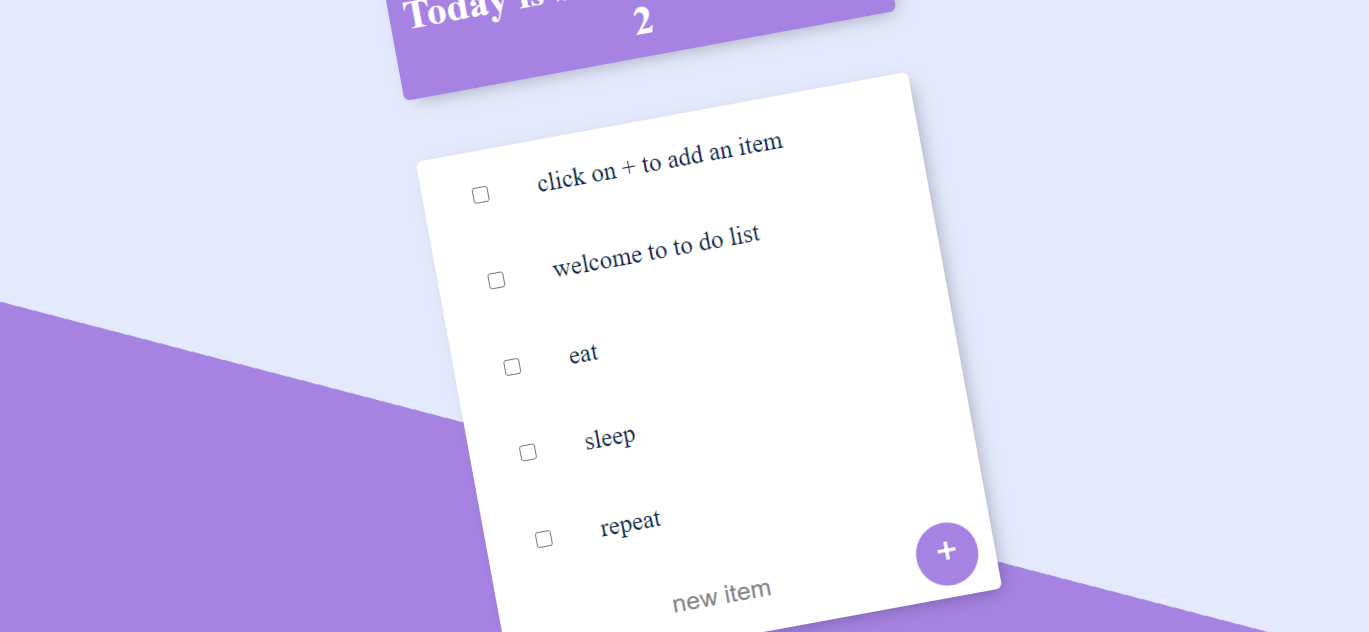 Today is
2
click on + to add an item
welcome to to do list
eat
sleep
repeat
new item
+